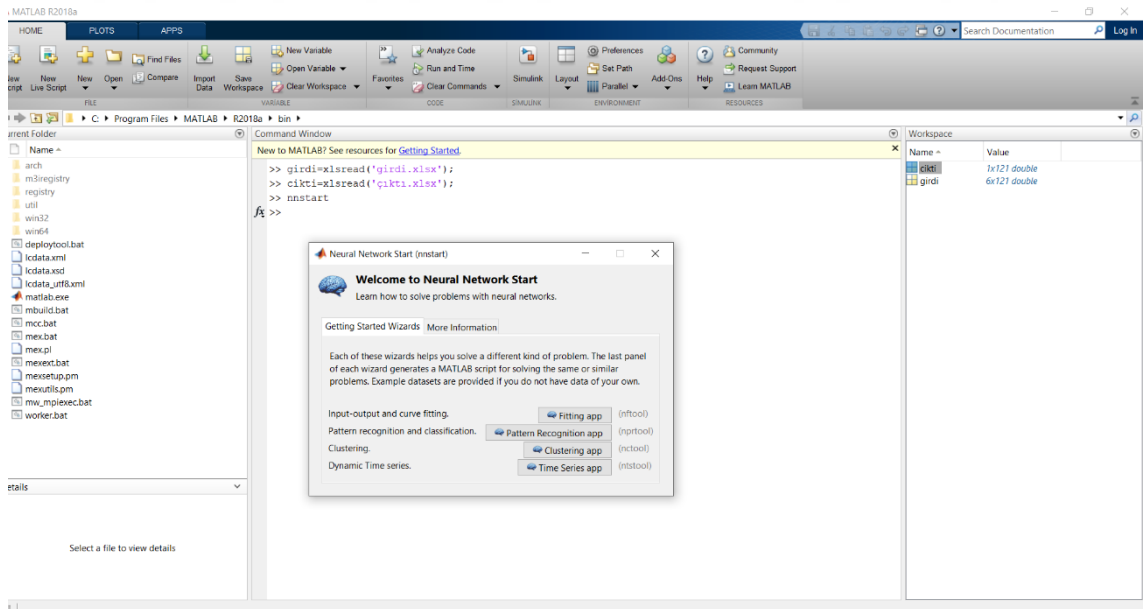 MATLAB R2018a
HOME PLOTS APPS
Search Documentation Log In
New Variable Analyze Code Preferences Community
Find Files Open Variable Run and Time Set Path Request Support
Compare Clear Workspace Clear Commands Parallel Learn MATLAB
New New Open Import Save Favorites Simulink Layout Add-Ons Help
Live Script Data Workspace
FILE VARIABLE CODE SIMULINK ENVIRONMENT RESOURCES
C: Program Files MATLAB R2018a bin
Command Window Workspace
Name
New to MATLAB? See resources for Getting Started.
Name Value
arch
m3iregistry
registry
util
win32
win64
deploytool.bat
lcdata.xml
lcdata.xsd
lcdata_utf8.xml
matlab.exe
mbuild.bat
mcc.bat
mex.bat
mex.pl
mexext.bat
mexsetup.pm
mexutils.pm
mw_mpiexec.bat
worker.bat
Select a file to view details
>> girdi=xlsread('girdi.xlsx');
>> cikti=xlsread('çıktı.xlsx');
>> nnstart
fx >>
cikti 1x121 double
girdi 6x121 double
Neural Network Start (nnstart)
Welcome to Neural Network Start
Learn how to solve problems with neural networks.
Getting Started Wizards More Information
Each of these wizards helps you solve a different kind of problem. The last panel
of each wizard generates a MATLAB script for solving the same or similar
problems. Example datasets are provided if you do not have data of your own.
Input-output and curve fitting. Fitting app (nftool)
Pattern recognition and classification. Pattern Recognition app (nprtool)
Clustering. Clustering app (nctool)
Dynamic Time series. Time Series app (ntstool)